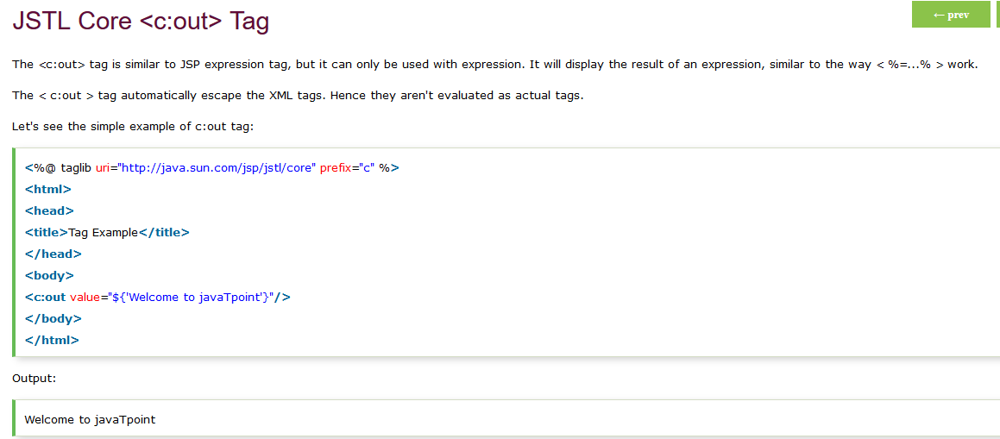 JSTL Core <c:out> Tag
← prev
The <c:out> tag is similar to JSP expression tag, but it can only be used with expression. It will display the result of an expression, similar to the way < %=...% > work.
The < c:out > tag automatically escape the XML tags. Hence they aren't evaluated as actual tags.
Let's see the simple example of c:out tag:
<%@ taglib uri="http://java.sun.com/jsp/jstl/core" prefix="c" %>
<html>
<head>
<title>Tag Example</title>
</head>
<body>
<c:out value="${'Welcome to javaTpoint'}"/>
</body>
</html>
Output:
Welcome to javaTpoint